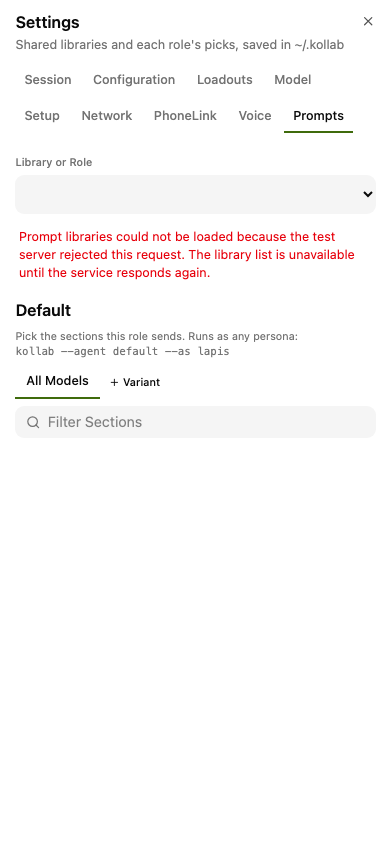 Settings
Shared libraries and each role's picks, saved in ~/.kollab
Session Configuration Loadouts Model
Setup Network PhoneLink Voice Prompts
Library or Role
Prompt libraries could not be loaded because the test
server rejected this request. The library list is unavailable
until the service responds again.
Default
Pick the sections this role sends. Runs as any persona:
kollab --agent default --as lapis
All Models + Variant
Filter Sections